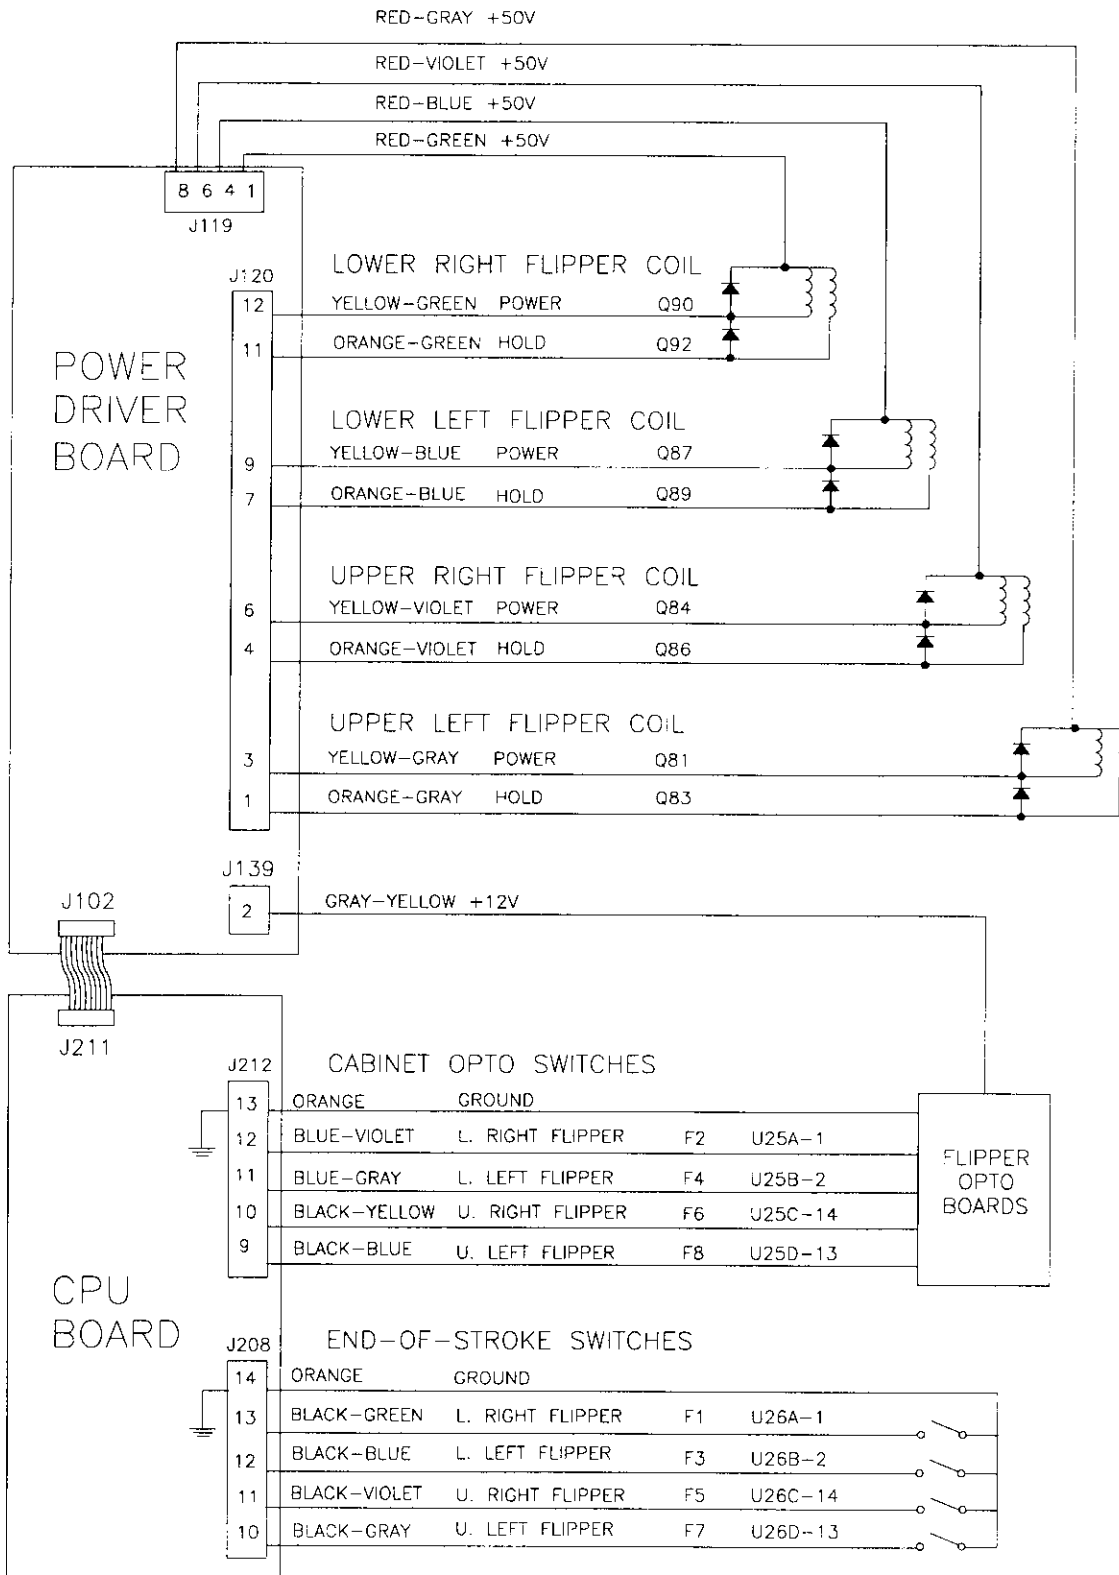 RED-GRAY +50V
RED-VIOLET +50V
RED-BLUE +50V
RED-GREEN +50V
8 6 4 1
J119
J120
LOWER RIGHT FLIPPER COIL
12 YELLOW-GREEN POWER Q90
11 ORANGE-GREEN HOLD Q92
POWER
DRIVER
BOARD
LOWER LEFT FLIPPER COIL
9 YELLOW-BLUE POWER Q87
7 ORANGE-BLUE HOLD Q89
UPPER RIGHT FLIPPER COIL
6 YELLOW-VIOLET POWER Q84
4 ORANGE-VIOLET HOLD Q86
UPPER LEFT FLIPPER COIL
3 YELLOW-GRAY POWER Q81
1 ORANGE-GRAY HOLD Q83
J139
2 GRAY-YELLOW +12V
J102
J211
J212
CABINET OPTO SWITCHES
13 ORANGE GROUND
12 BLUE-VIOLET L. RIGHT FLIPPER F2 U25A-1
11 BLUE-GRAY L. LEFT FLIPPER F4 U25B-2
10 BLACK-YELLOW U. RIGHT FLIPPER F6 U25C-14
9 BLACK-BLUE U. LEFT FLIPPER F8 U25D-13
FLIPPER
OPTO
BOARDS
CPU
BOARD
J208
END-OF-STROKE SWITCHES
14 ORANGE GROUND
13 BLACK-GREEN L. RIGHT FLIPPER F1 U26A-1
12 BLACK-BLUE L. LEFT FLIPPER F3 U26B-2
11 BLACK-VIOLET U. RIGHT FLIPPER F5 U26C-14
10 BLACK-GRAY U. LEFT FLIPPER F7 U26D-13